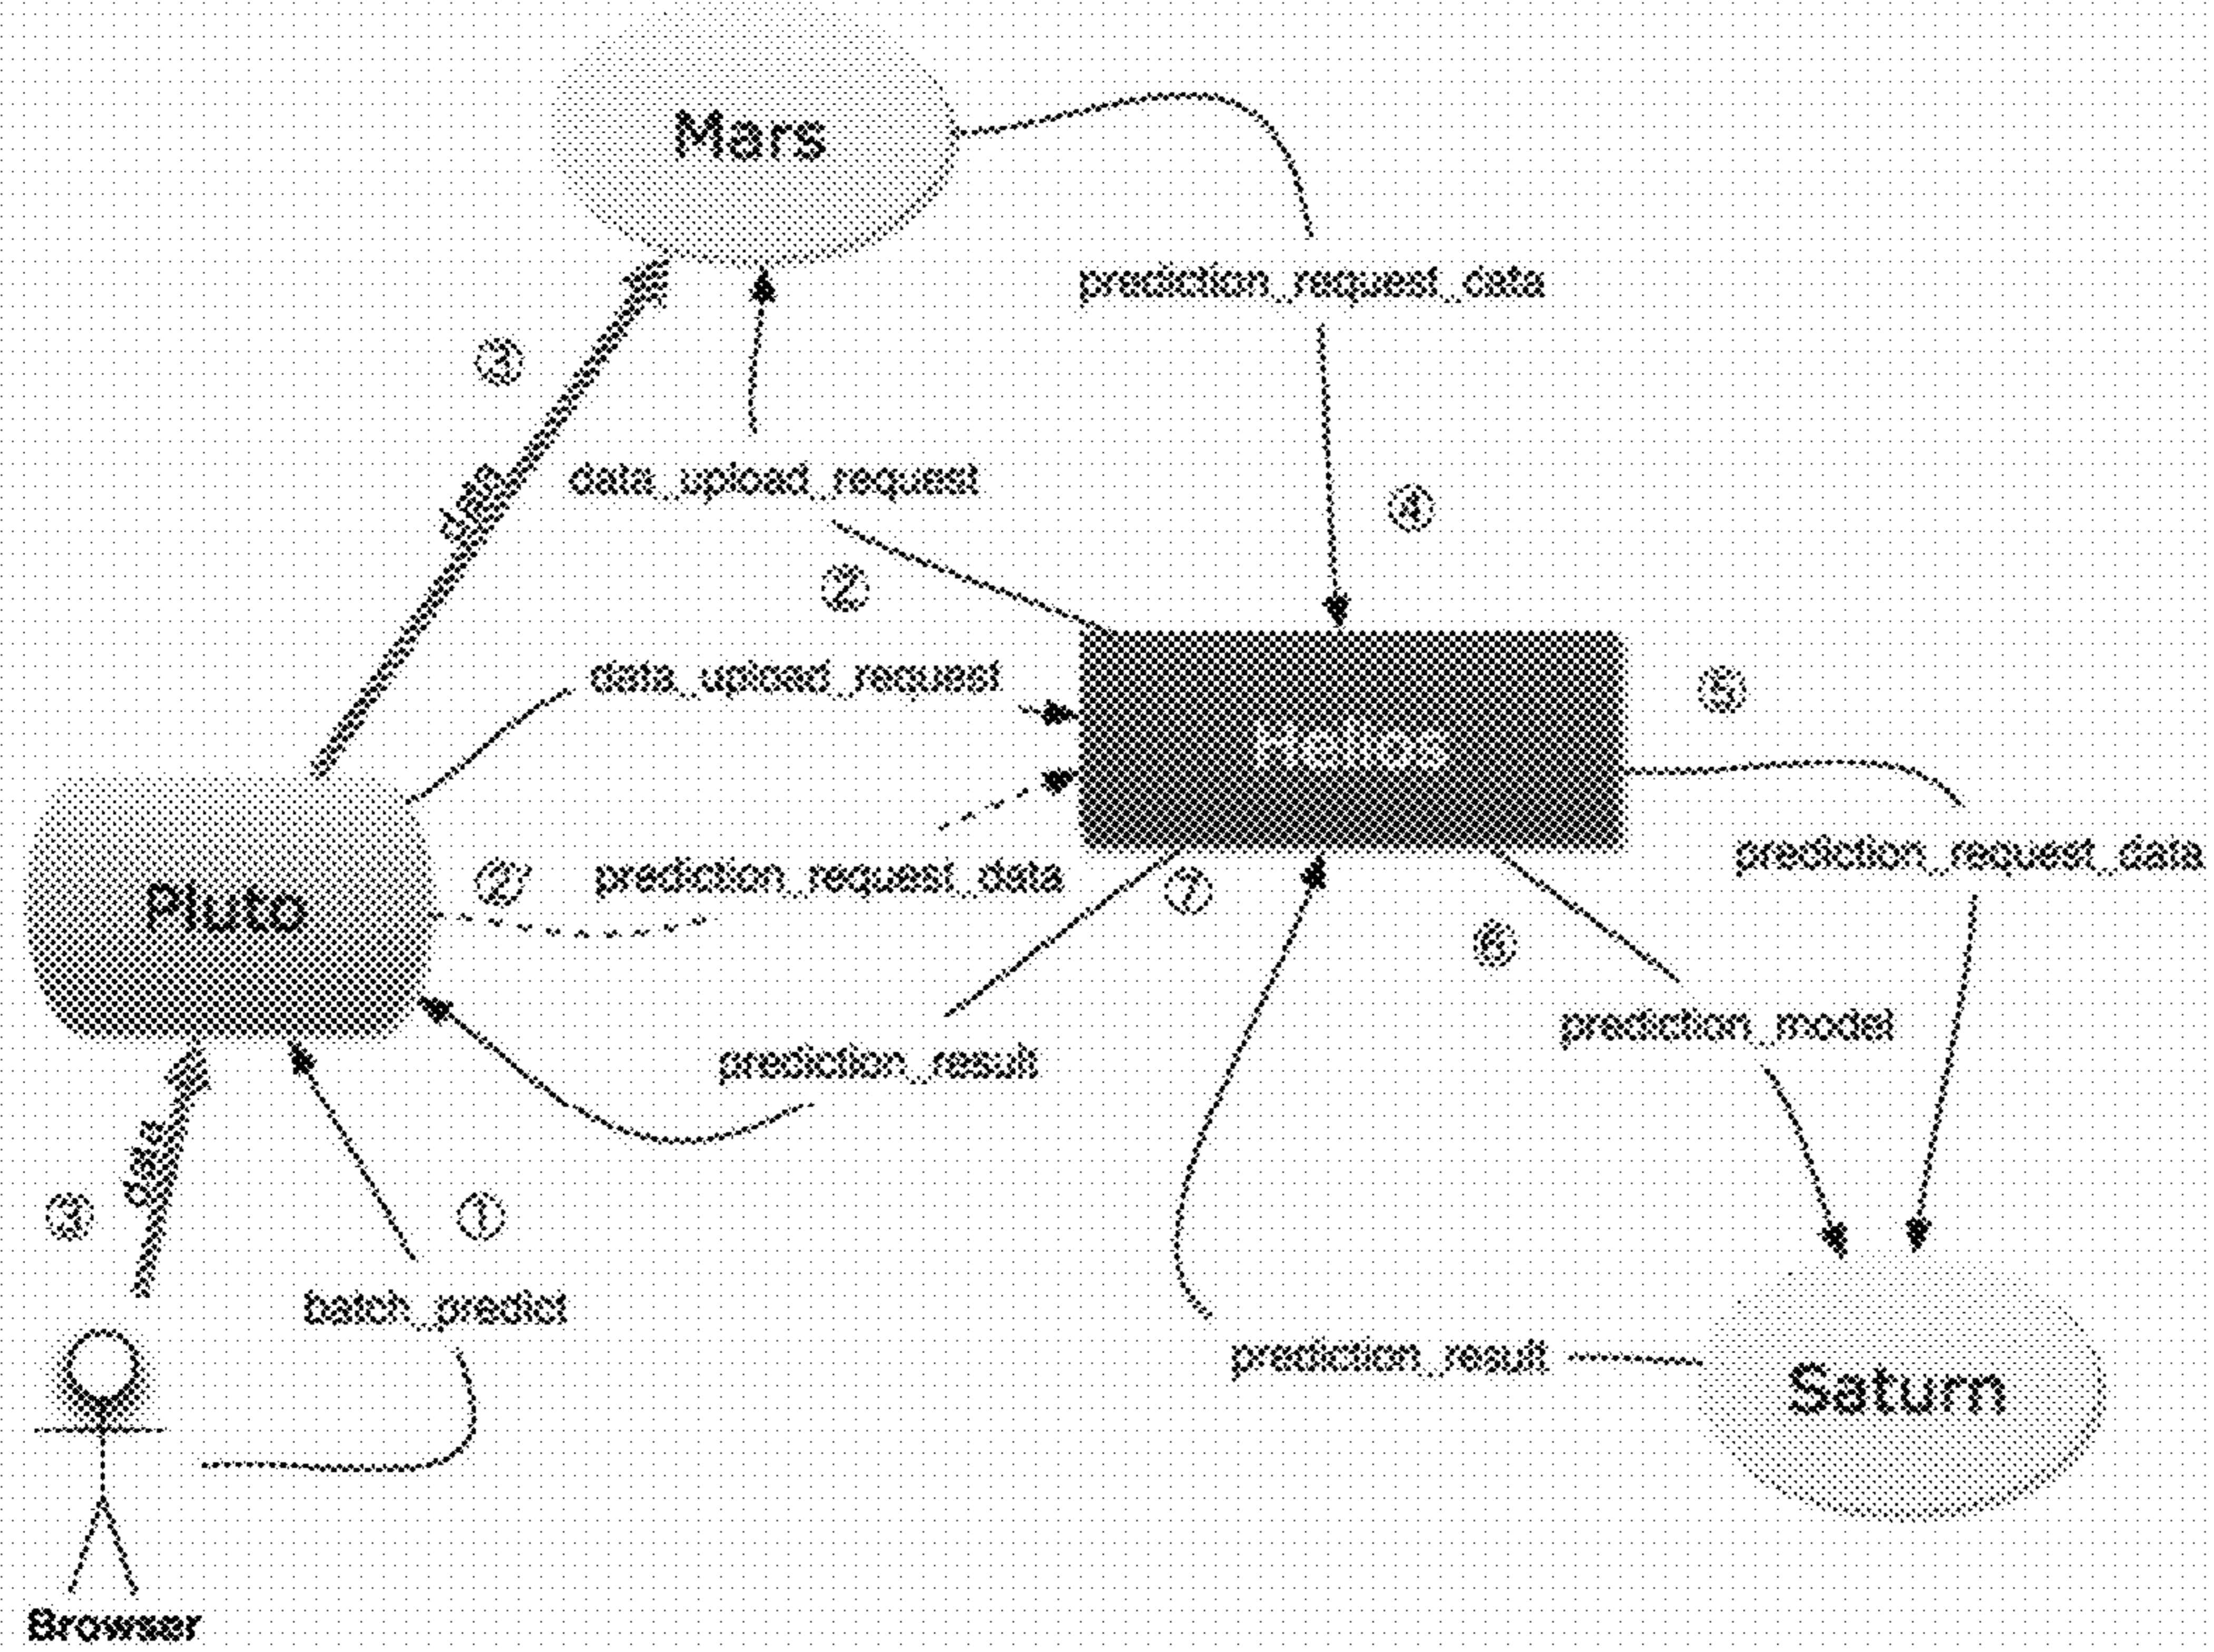 Mars
prediction_request_data
③
data
data_upload_request
④
②
data_upload_request
Helios
⑤
prediction_request_data
②'
prediction_request_data
⑦
Pluto
⑥
prediction_model
prediction_result
data
③
①
batch_predict
prediction_result
Saturn
Browser